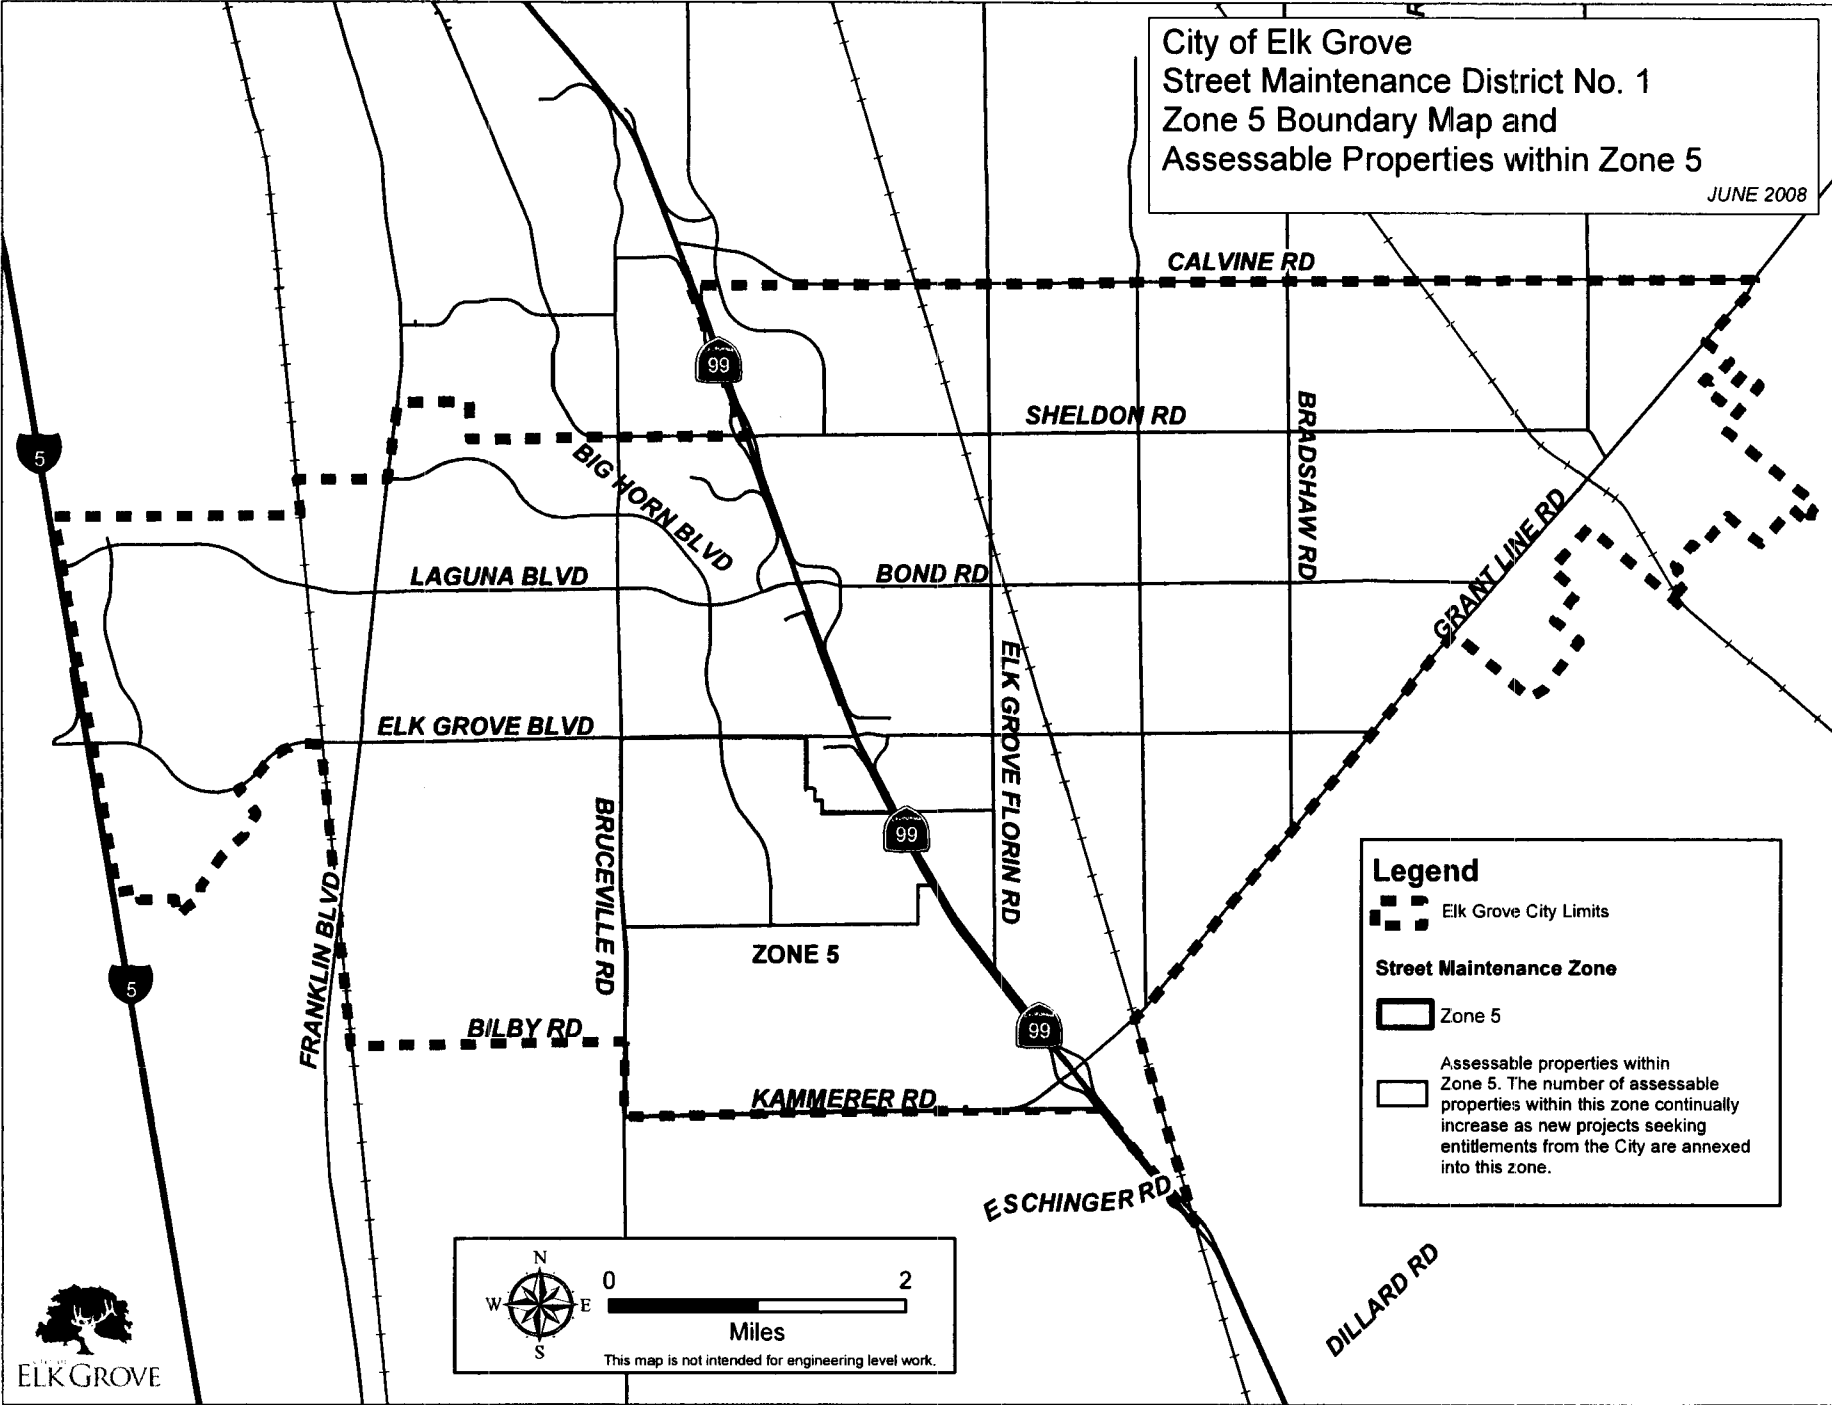 City of Elk Grove
Street Maintenance District No. 1
Zone 5 Boundary Map and
Assessable Properties within Zone 5
JUNE 2008
CALVINE RD
99
SHELDON RD
BRADSHAW RD
5
BIG HORN BLVD
GRANT LINE RD
LAGUNA BLVD
BOND RD
ELK GROVE FLORIN RD
ELK GROVE BLVD
BRUCEVILLE RD
99
FRANKLIN BLVD
ZONE 5
5
99
BILBY RD
KAMMERER RD
ESCHINGER RD
DILLARD RD
Legend
Elk Grove City Limits
Street Maintenance Zone
Zone 5
Assessable properties within
Zone 5. The number of assessable
properties within this zone continually
increase as new projects seeking
entitlements from the City are annexed
into this zone.
N
W E
S
0 2
Miles
This map is not intended for engineering level work.
ELK GROVE